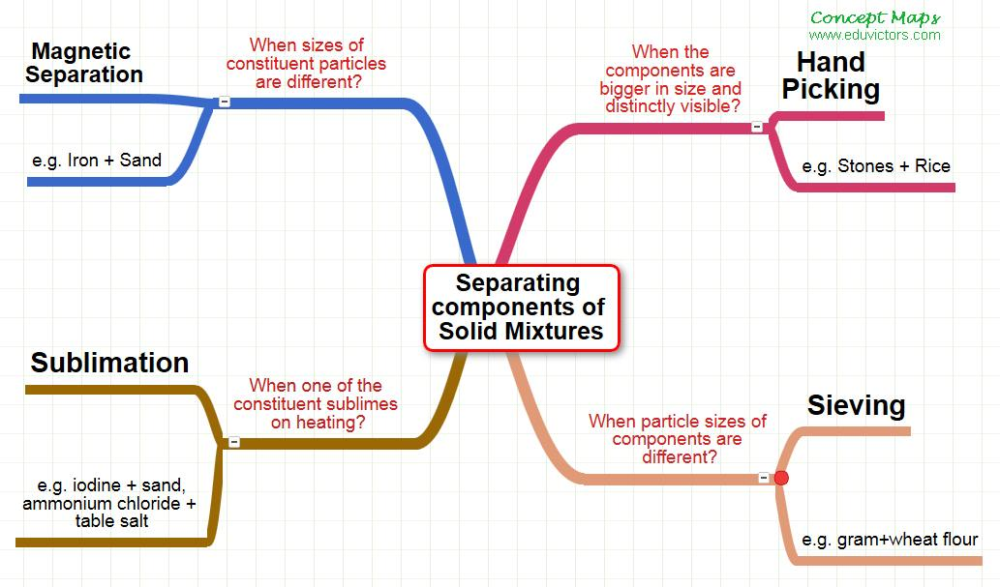 Concept Maps
www.eduvictors.com
Magnetic
Separation
When sizes of
constituent particles
are different?
e.g. Iron + Sand
When the
components are
bigger in size and
distinctly visible?
Hand
Picking
e.g. Stones + Rice
Separating
components of
Solid Mixtures
Sublimation
When one of the
constituent sublimes
on heating?
e.g. iodine + sand,
ammonium chloride +
table salt
When particle sizes of
components are
different?
Sieving
e.g. gram+wheat flour